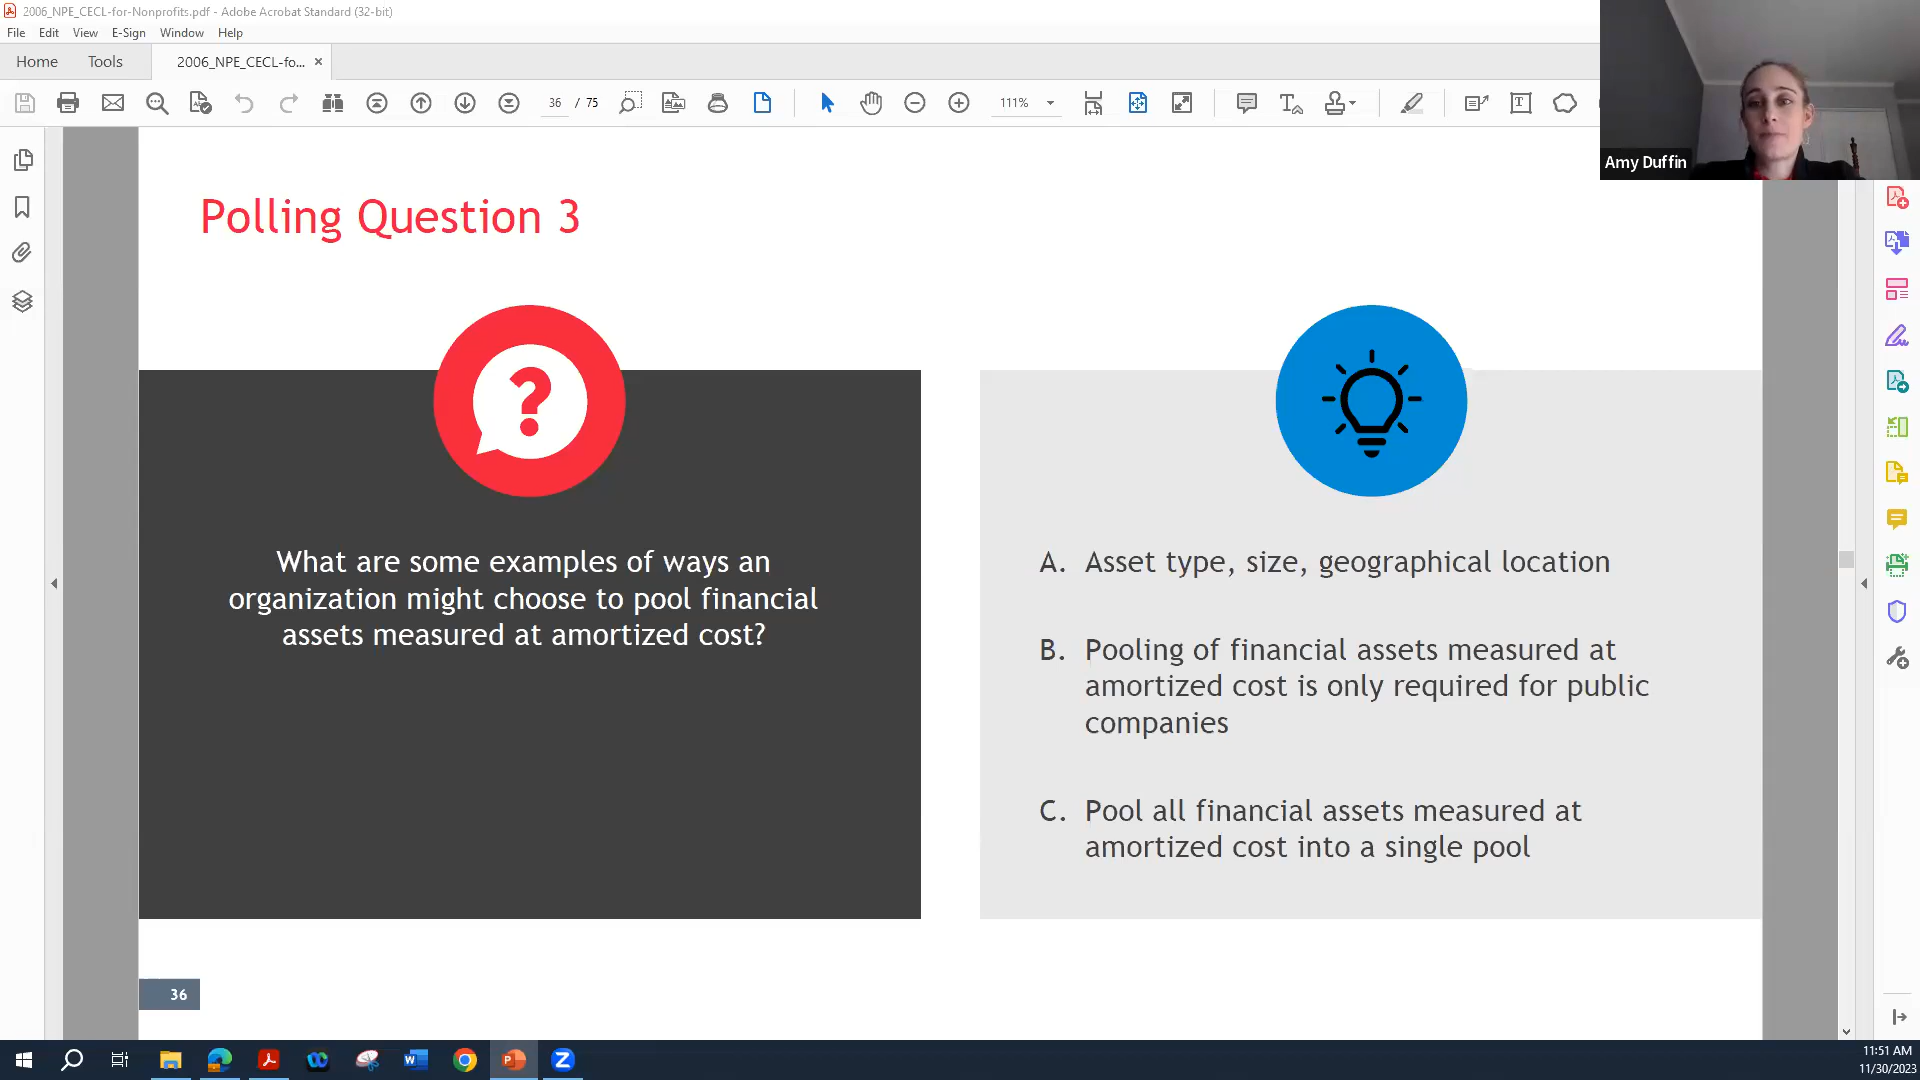 2006_NPE_CECL-for-Nonprofits.pdf - Adobe Acrobat Standard (32-bit)
File Edit View E-Sign Window Help
Home Tools 2006_NPE_CECL-fo... ×
36 / 75 111%
Amy Duffin
Polling Question 3
?
What are some examples of ways an
organization might choose to pool financial
assets measured at amortized cost?
A. Asset type, size, geographical location
B. Pooling of financial assets measured at
amortized cost is only required for public
companies
C. Pool all financial assets measured at
amortized cost into a single pool
36
11:51 AM
11/30/2023